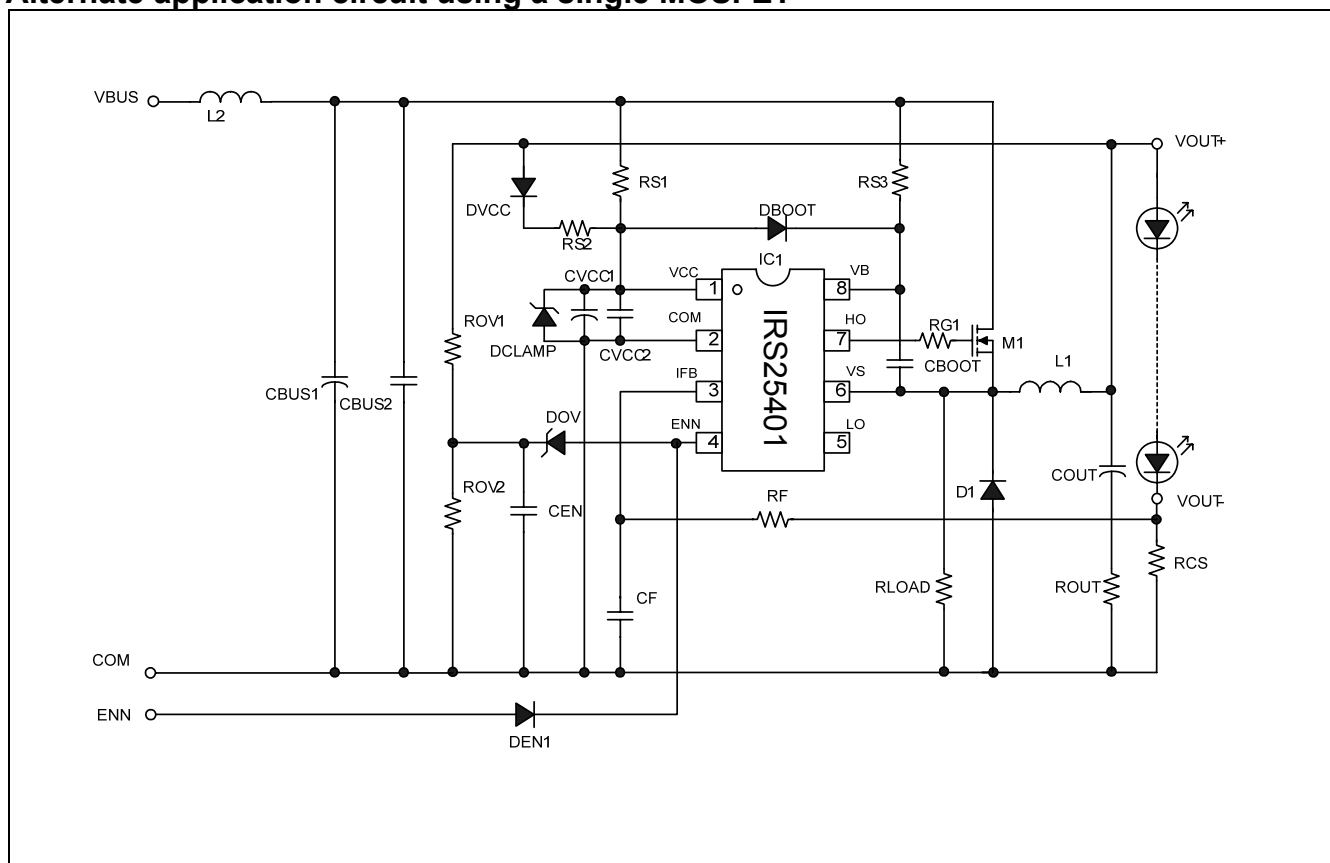 Alternate application circuit using a single MOSFET
VBUS
L2
VOUT+
RS1
RS3
DVCC
DBOOT
RS2
IC1
CVCC1
VCC
VB
1
8
COM
HO
ROV1
RG1
2
7
M1
DCLAMP
CVCC2
CBOOT
L1
IFB
VS
CBUS1
CBUS2
3
6
IRS25401
DOV
ENN
LO
4
5
COUT
ROV2
D1
RF
VOUT-
CEN
RCS
RLOAD
ROUT
CF
COM
ENN
DEN1